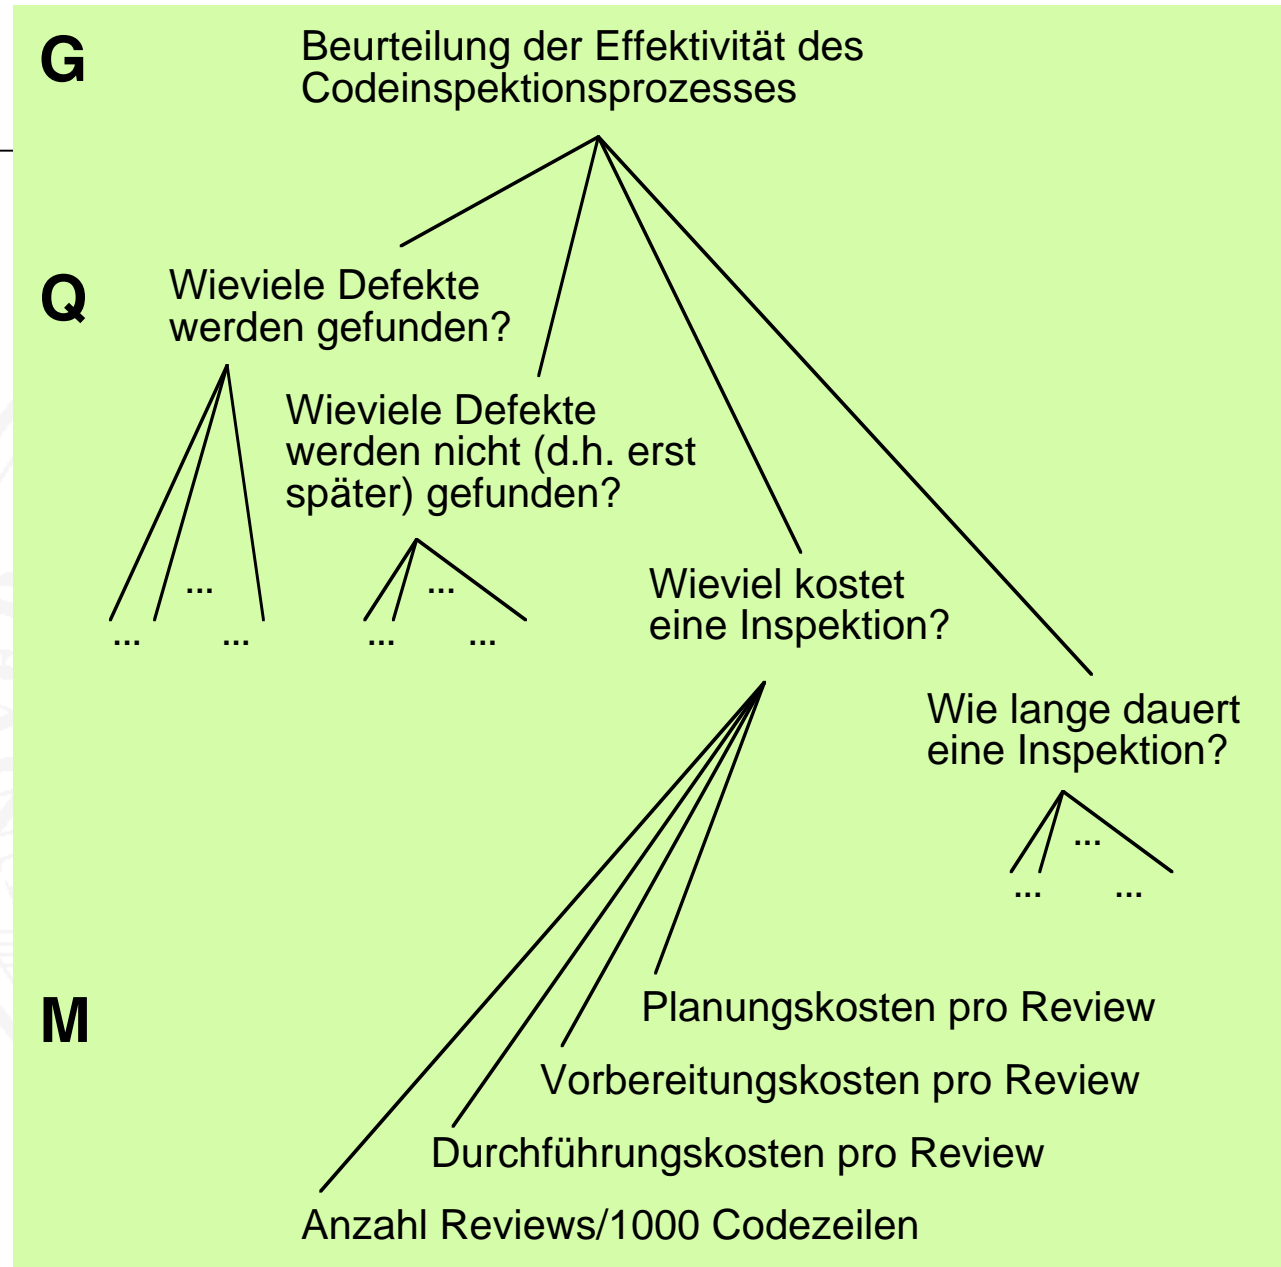 G
Beurteilung der Effektivität des
Codeinspektionsprozesses
Q
Wieviele Defekte
werden gefunden?
Wieviele Defekte
werden nicht (d.h. erst
später) gefunden?
...
...
...
...
...
...
Wieviel kostet
eine Inspektion?
Wie lange dauert
eine Inspektion?
...
...
...
M
Planungskosten pro Review
Vorbereitungskosten pro Review
Durchführungskosten pro Review
Anzahl Reviews/1000 Codezeilen